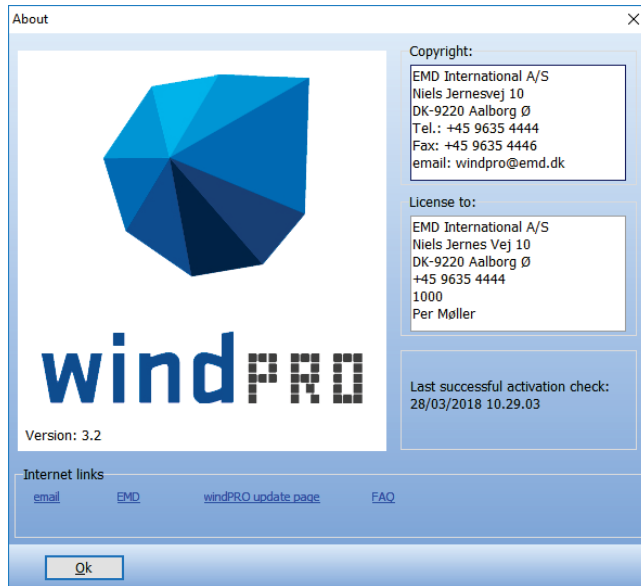 About
windPRO
Version: 3.2
Copyright:
EMD International A/S
Niels Jernesvej 10
DK-9220 Aalborg Ø
Tel.: +45 9635 4444
Fax: +45 9635 4446
email: windpro@emd.dk
License to:
EMD International A/S
Niels Jernes Vej 10
DK-9220 Aalborg Ø
+45 9635 4444
1000
Per Møller
Last successful activation check:
28/03/2018 10.29.03
Internet links
email EMD windPRO update page FAQ
Ok